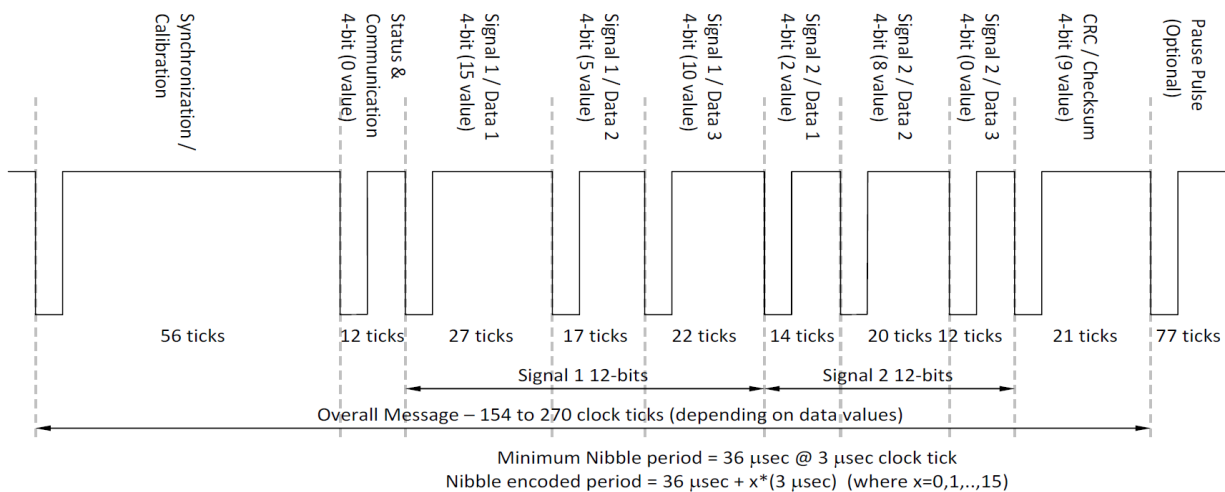 Synchronization /
Calibration
Status &
Communication
4-bit (0 value)
Signal 1 / Data 1
4-bit (15 value)
Signal 1 / Data 2
4-bit (5 value)
Signal 1 / Data 3
4-bit (10 value)
Signal 2 / Data 1
4-bit (2 value)
Signal 2 / Data 2
4-bit (8 value)
Signal 2 / Data 3
4-bit (0 value)
CRC / Checksum
4-bit (9 value)
Pause Pulse
(Optional)
56 ticks
12 ticks
27 ticks
17 ticks
22 ticks
14 ticks
20 ticks
12 ticks
21 ticks
77 ticks
Signal 1 12-bits
Signal 2 12-bits
Overall Message – 154 to 270 clock ticks (depending on data values)
Minimum Nibble period = 36 μsec @ 3 μsec clock tick
Nibble encoded period = 36 μsec + x*(3 μsec) (where x=0,1,..,15)